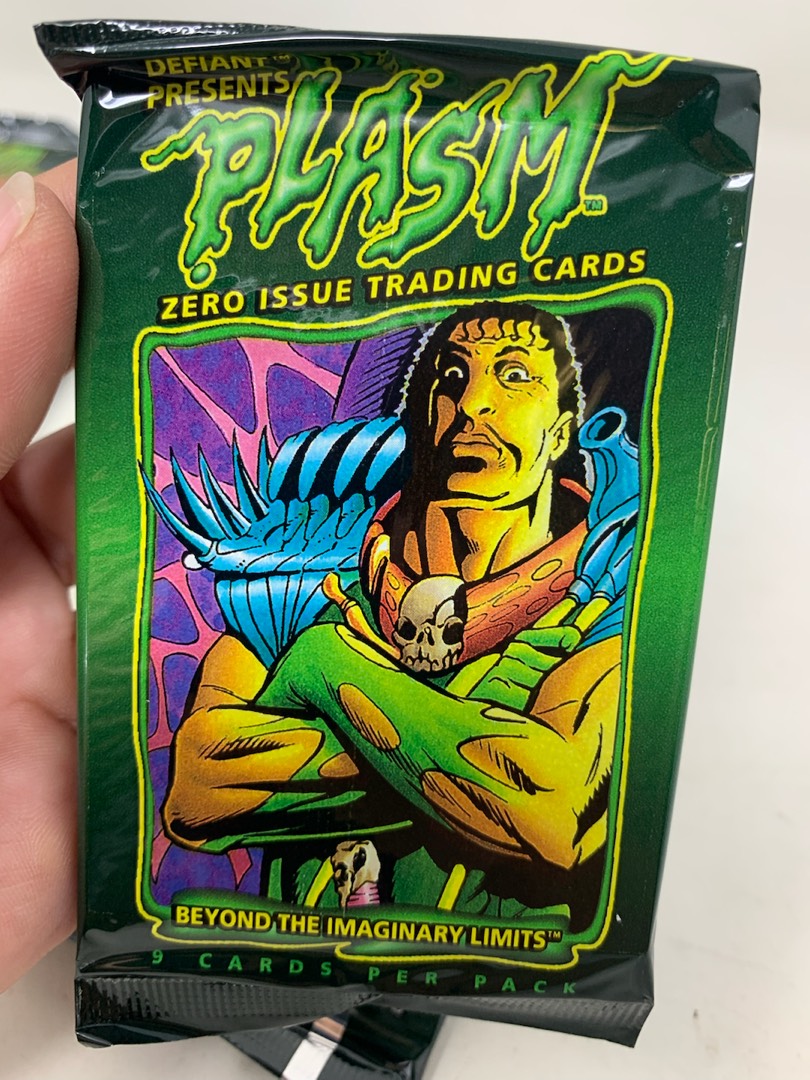 DEFIANT™
PRESENTS
PLASM™
ZERO ISSUE TRADING CARDS
BEYOND THE IMAGINARY LIMITS™
9 CARDS PER PACK